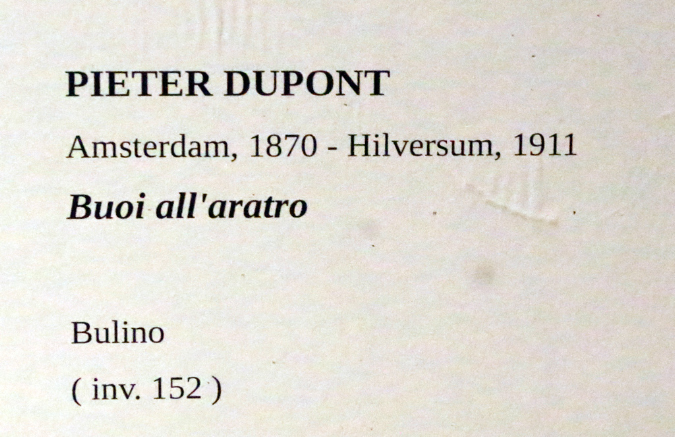 PIETER DUPONT
Amsterdam, 1870 - Hilversum, 1911
Buoi all'aratro
Bulino
( inv. 152 )